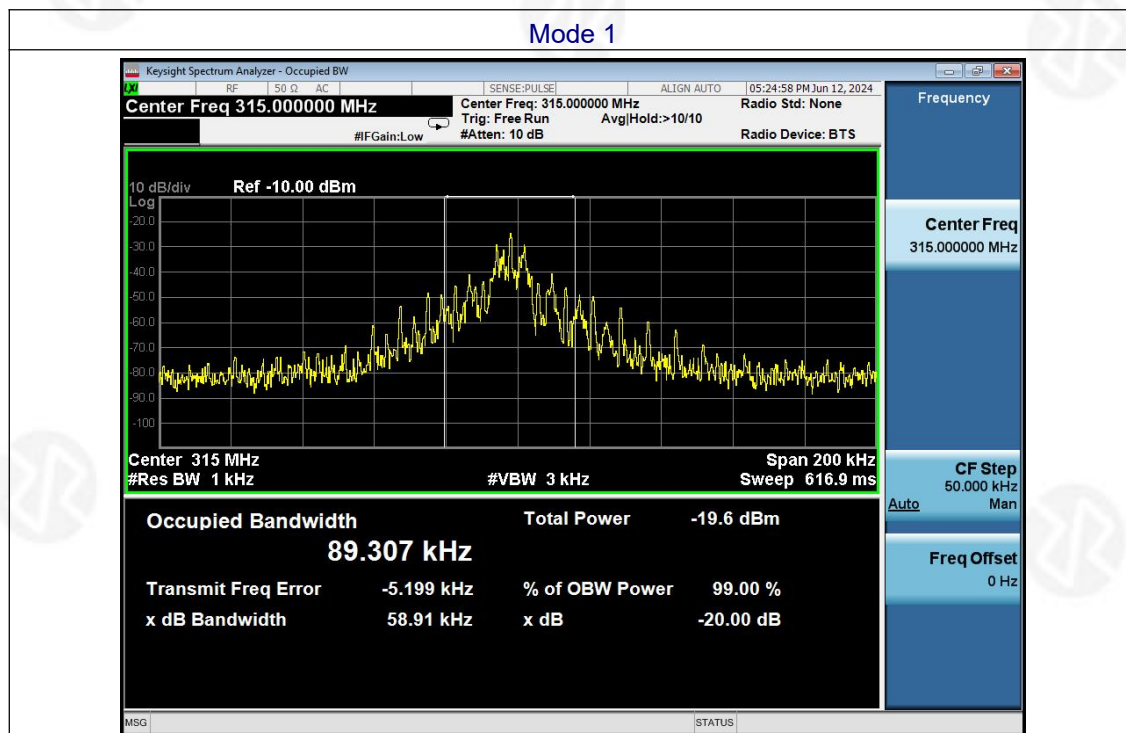 Mode 1
Keysight Spectrum Analyzer - Occupied BW
LXI RF 50 Ω AC SENSE:PULSE ALIGN AUTO 05:24:58 PM Jun 12, 2024
Center Freq 315.000000 MHz
Center Freq: 315.000000 MHz Radio Std: None
Trig: Free Run Avg|Hold:>10/10
#IFGain:Low #Atten: 10 dB Radio Device: BTS
10 dB/div Ref -10.00 dBm
Log
-20.0
-30.0
-40.0
-50.0
-60.0
-70.0
-80.0
-90.0
-100
Center 315 MHz Span 200 kHz
#Res BW 1 kHz #VBW 3 kHz Sweep 616.9 ms
Occupied Bandwidth Total Power -19.6 dBm
89.307 kHz
Transmit Freq Error -5.199 kHz % of OBW Power 99.00 %
x dB Bandwidth 58.91 kHz x dB -20.00 dB
MSG STATUS
Frequency
Center Freq
315.000000 MHz
CF Step
50.000 kHz
Auto Man
Freq Offset
0 Hz